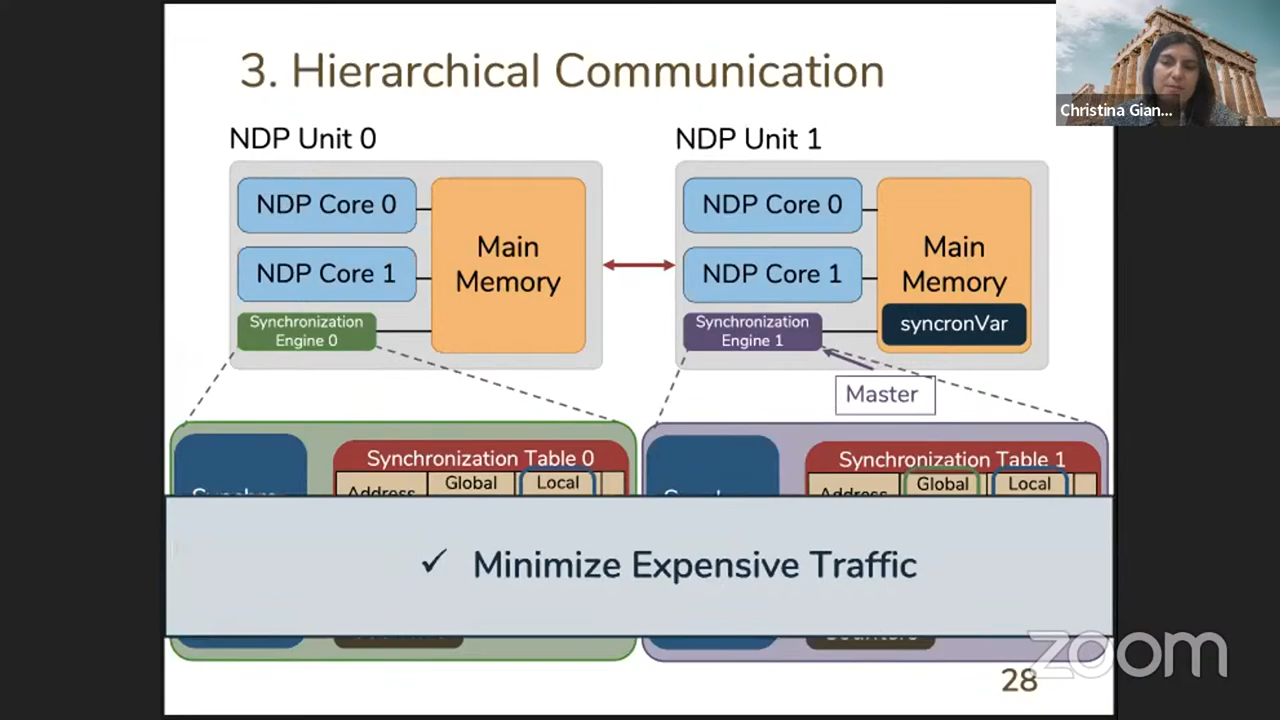 3. Hierarchical Communication
Christina Gian...
NDP Unit 0
NDP Unit 1
NDP Core 0
NDP Core 1
Main
Memory
Synchronization
Engine 0
NDP Core 0
NDP Core 1
Main
Memory
syncronVar
Synchronization
Engine 1
Master
Synchronization Table 0
Address
Global
Local
Synchronization Table 1
Address
Global
Local
✓ Minimize Expensive Traffic
Counters
zoom
28